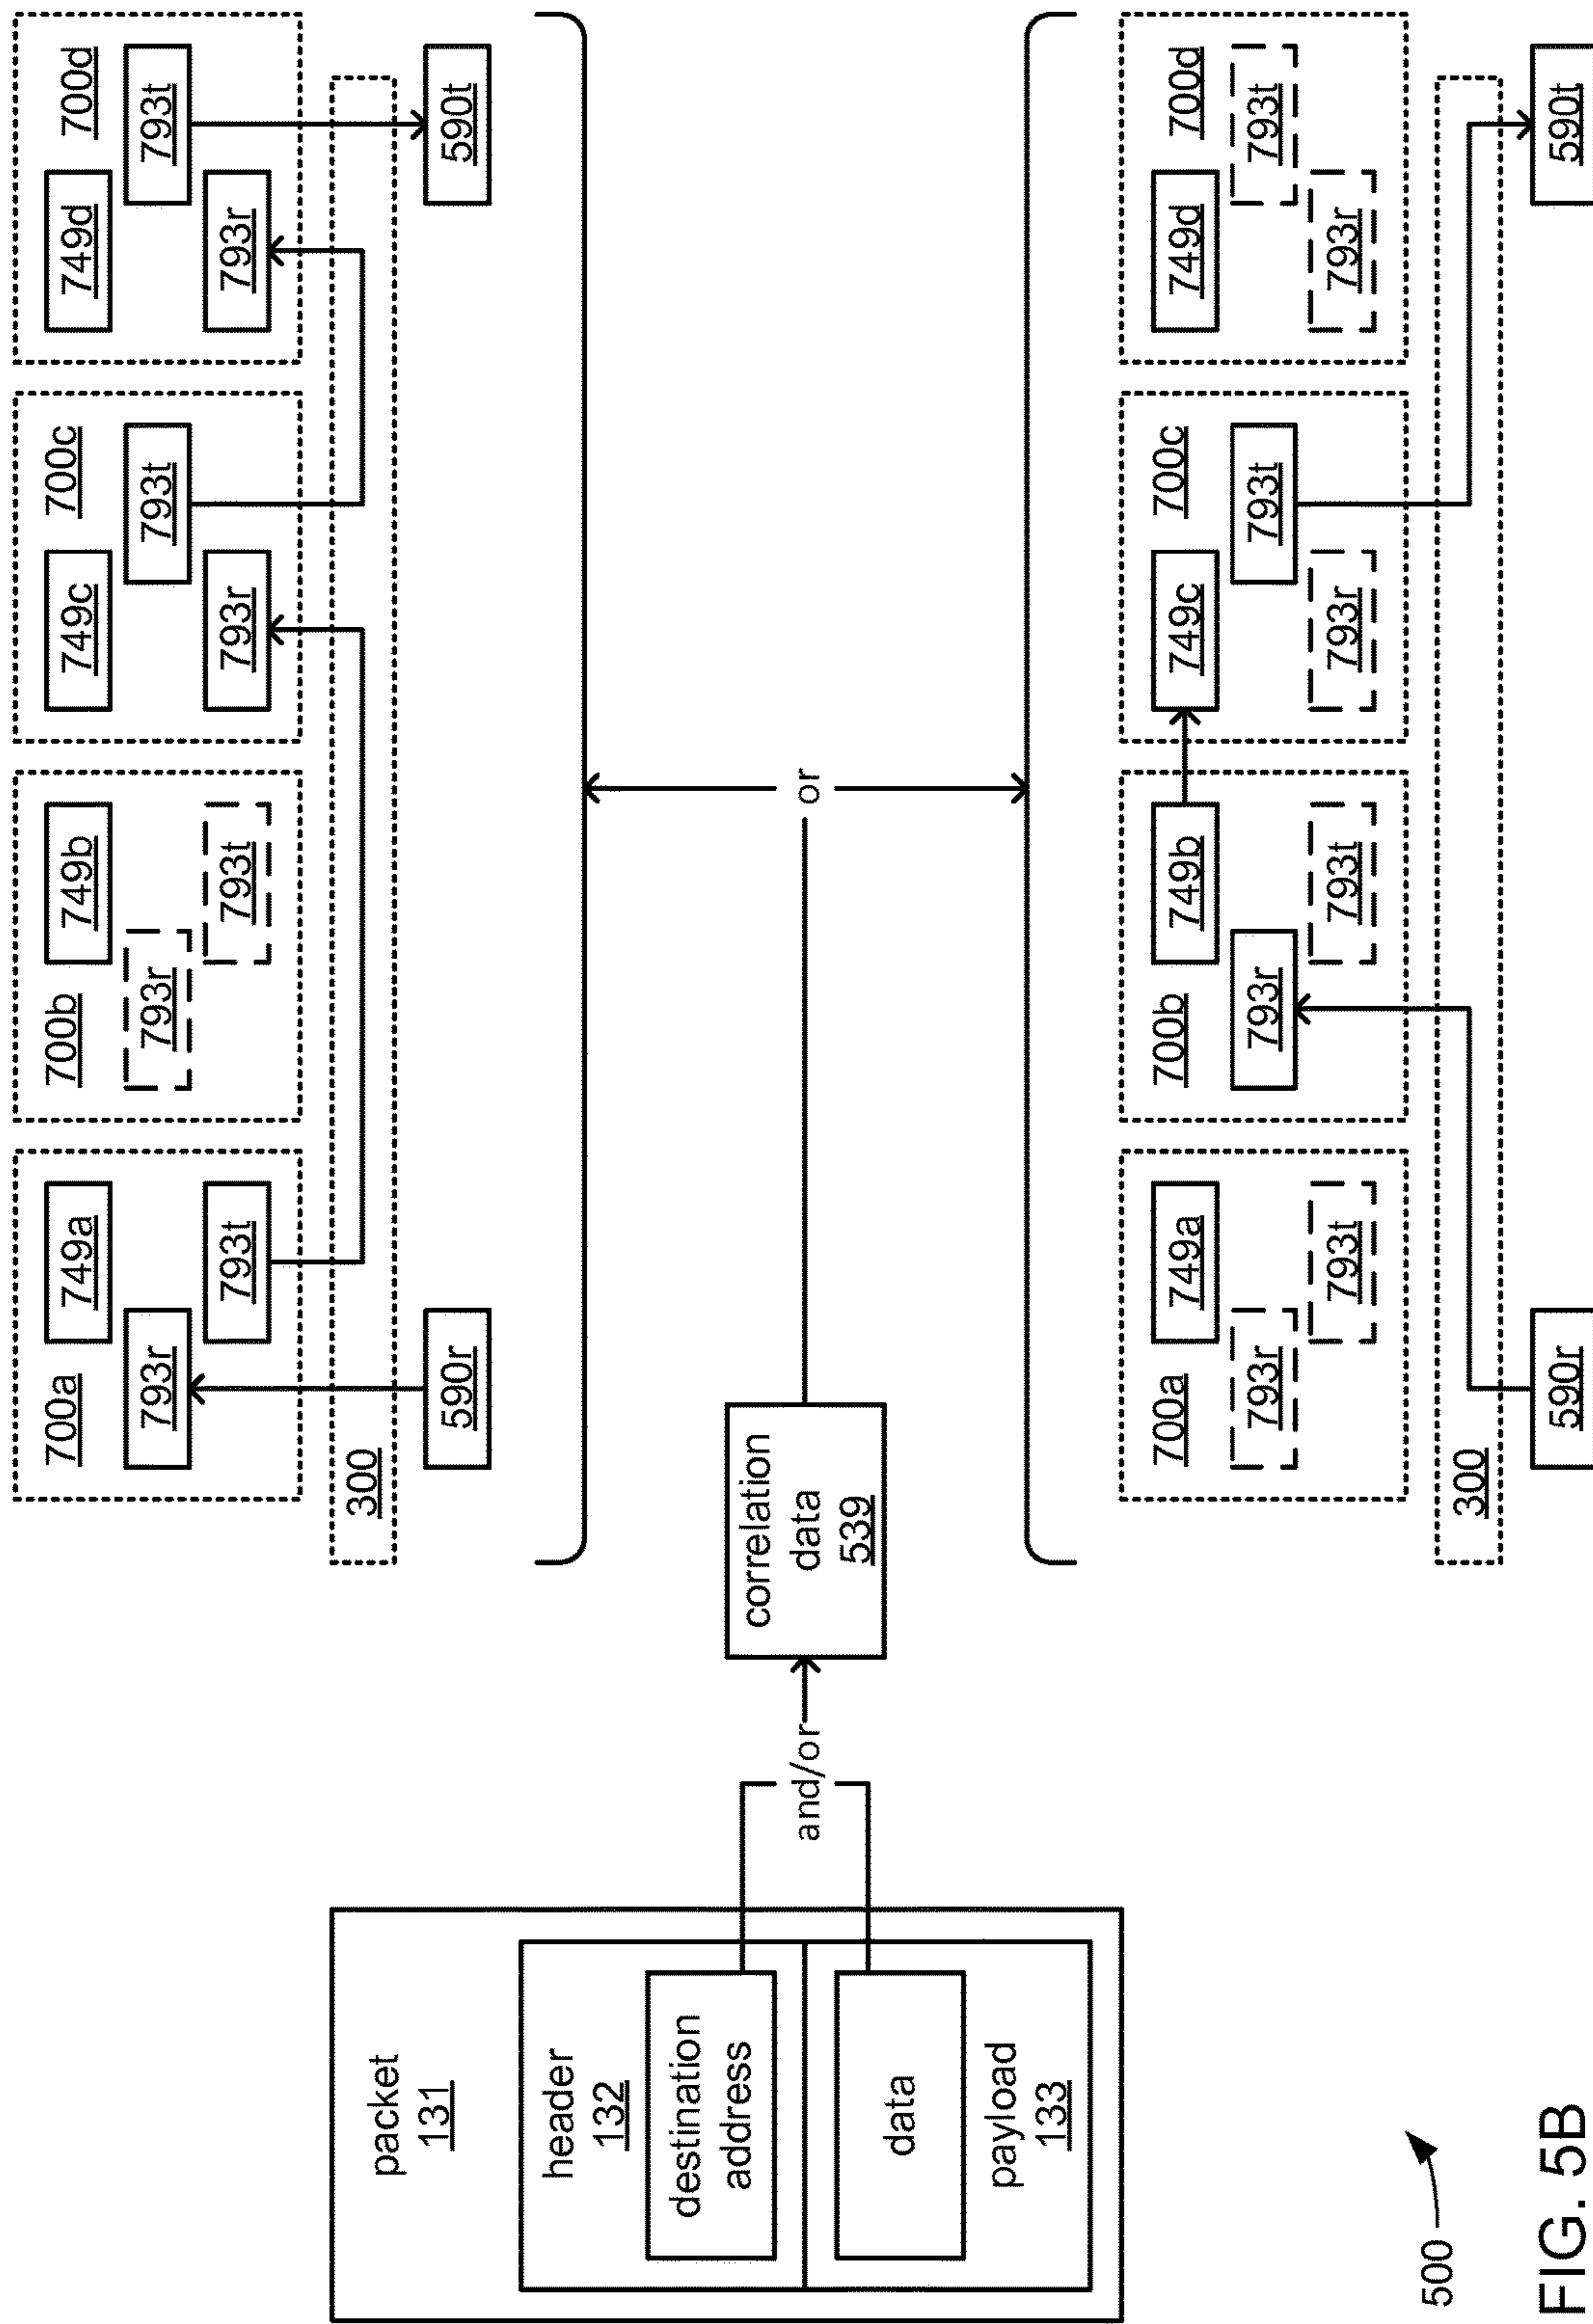 packet
131
header
132
destination
address
data
payload
133
and/or
correlation
data
539
or
700a
749a
793r
793t
700b
749b
793r
793t
749c
700c
793t
793r
749d
700d
793t
793r
300
590r
590t
700a
749a
793r
793t
700b
749b
793r
793t
749c
700c
793t
793r
749d
700d
793t
793r
300
590r
590t
500
FIG. 5B